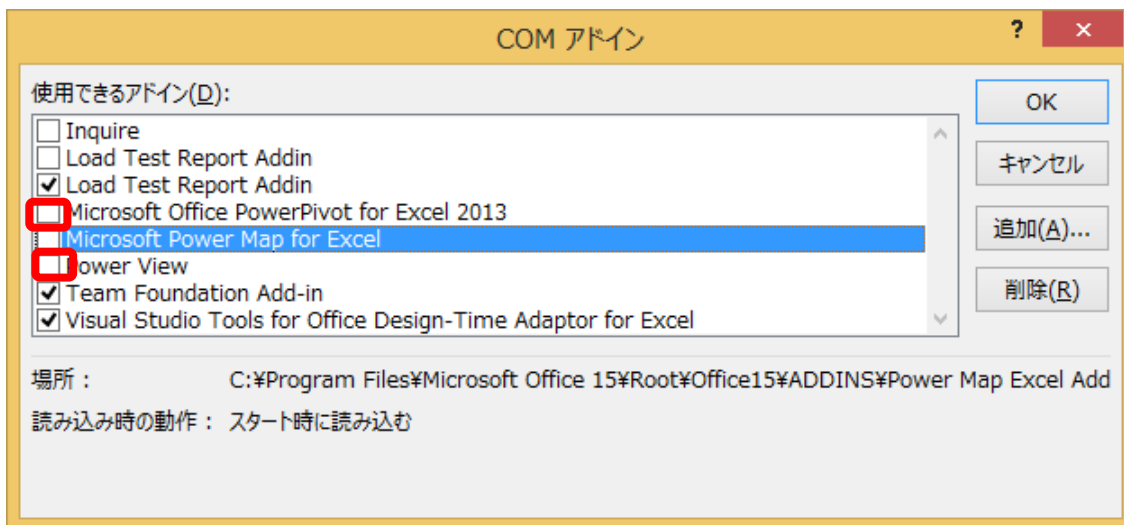 COM アドイン
?
×
使用できるアドイン(D):
OK
Inquire
Load Test Report Addin
キャンセル
Load Test Report Addin
Microsoft Office PowerPivot for Excel 2013
追加(A)...
Microsoft Power Map for Excel
Power View
削除(R)
Team Foundation Add-in
Visual Studio Tools for Office Design-Time Adaptor for Excel
場所： C:¥Program Files¥Microsoft Office 15¥Root¥Office15¥ADDINS¥Power Map Excel Add
読み込み時の動作： スタート時に読み込む